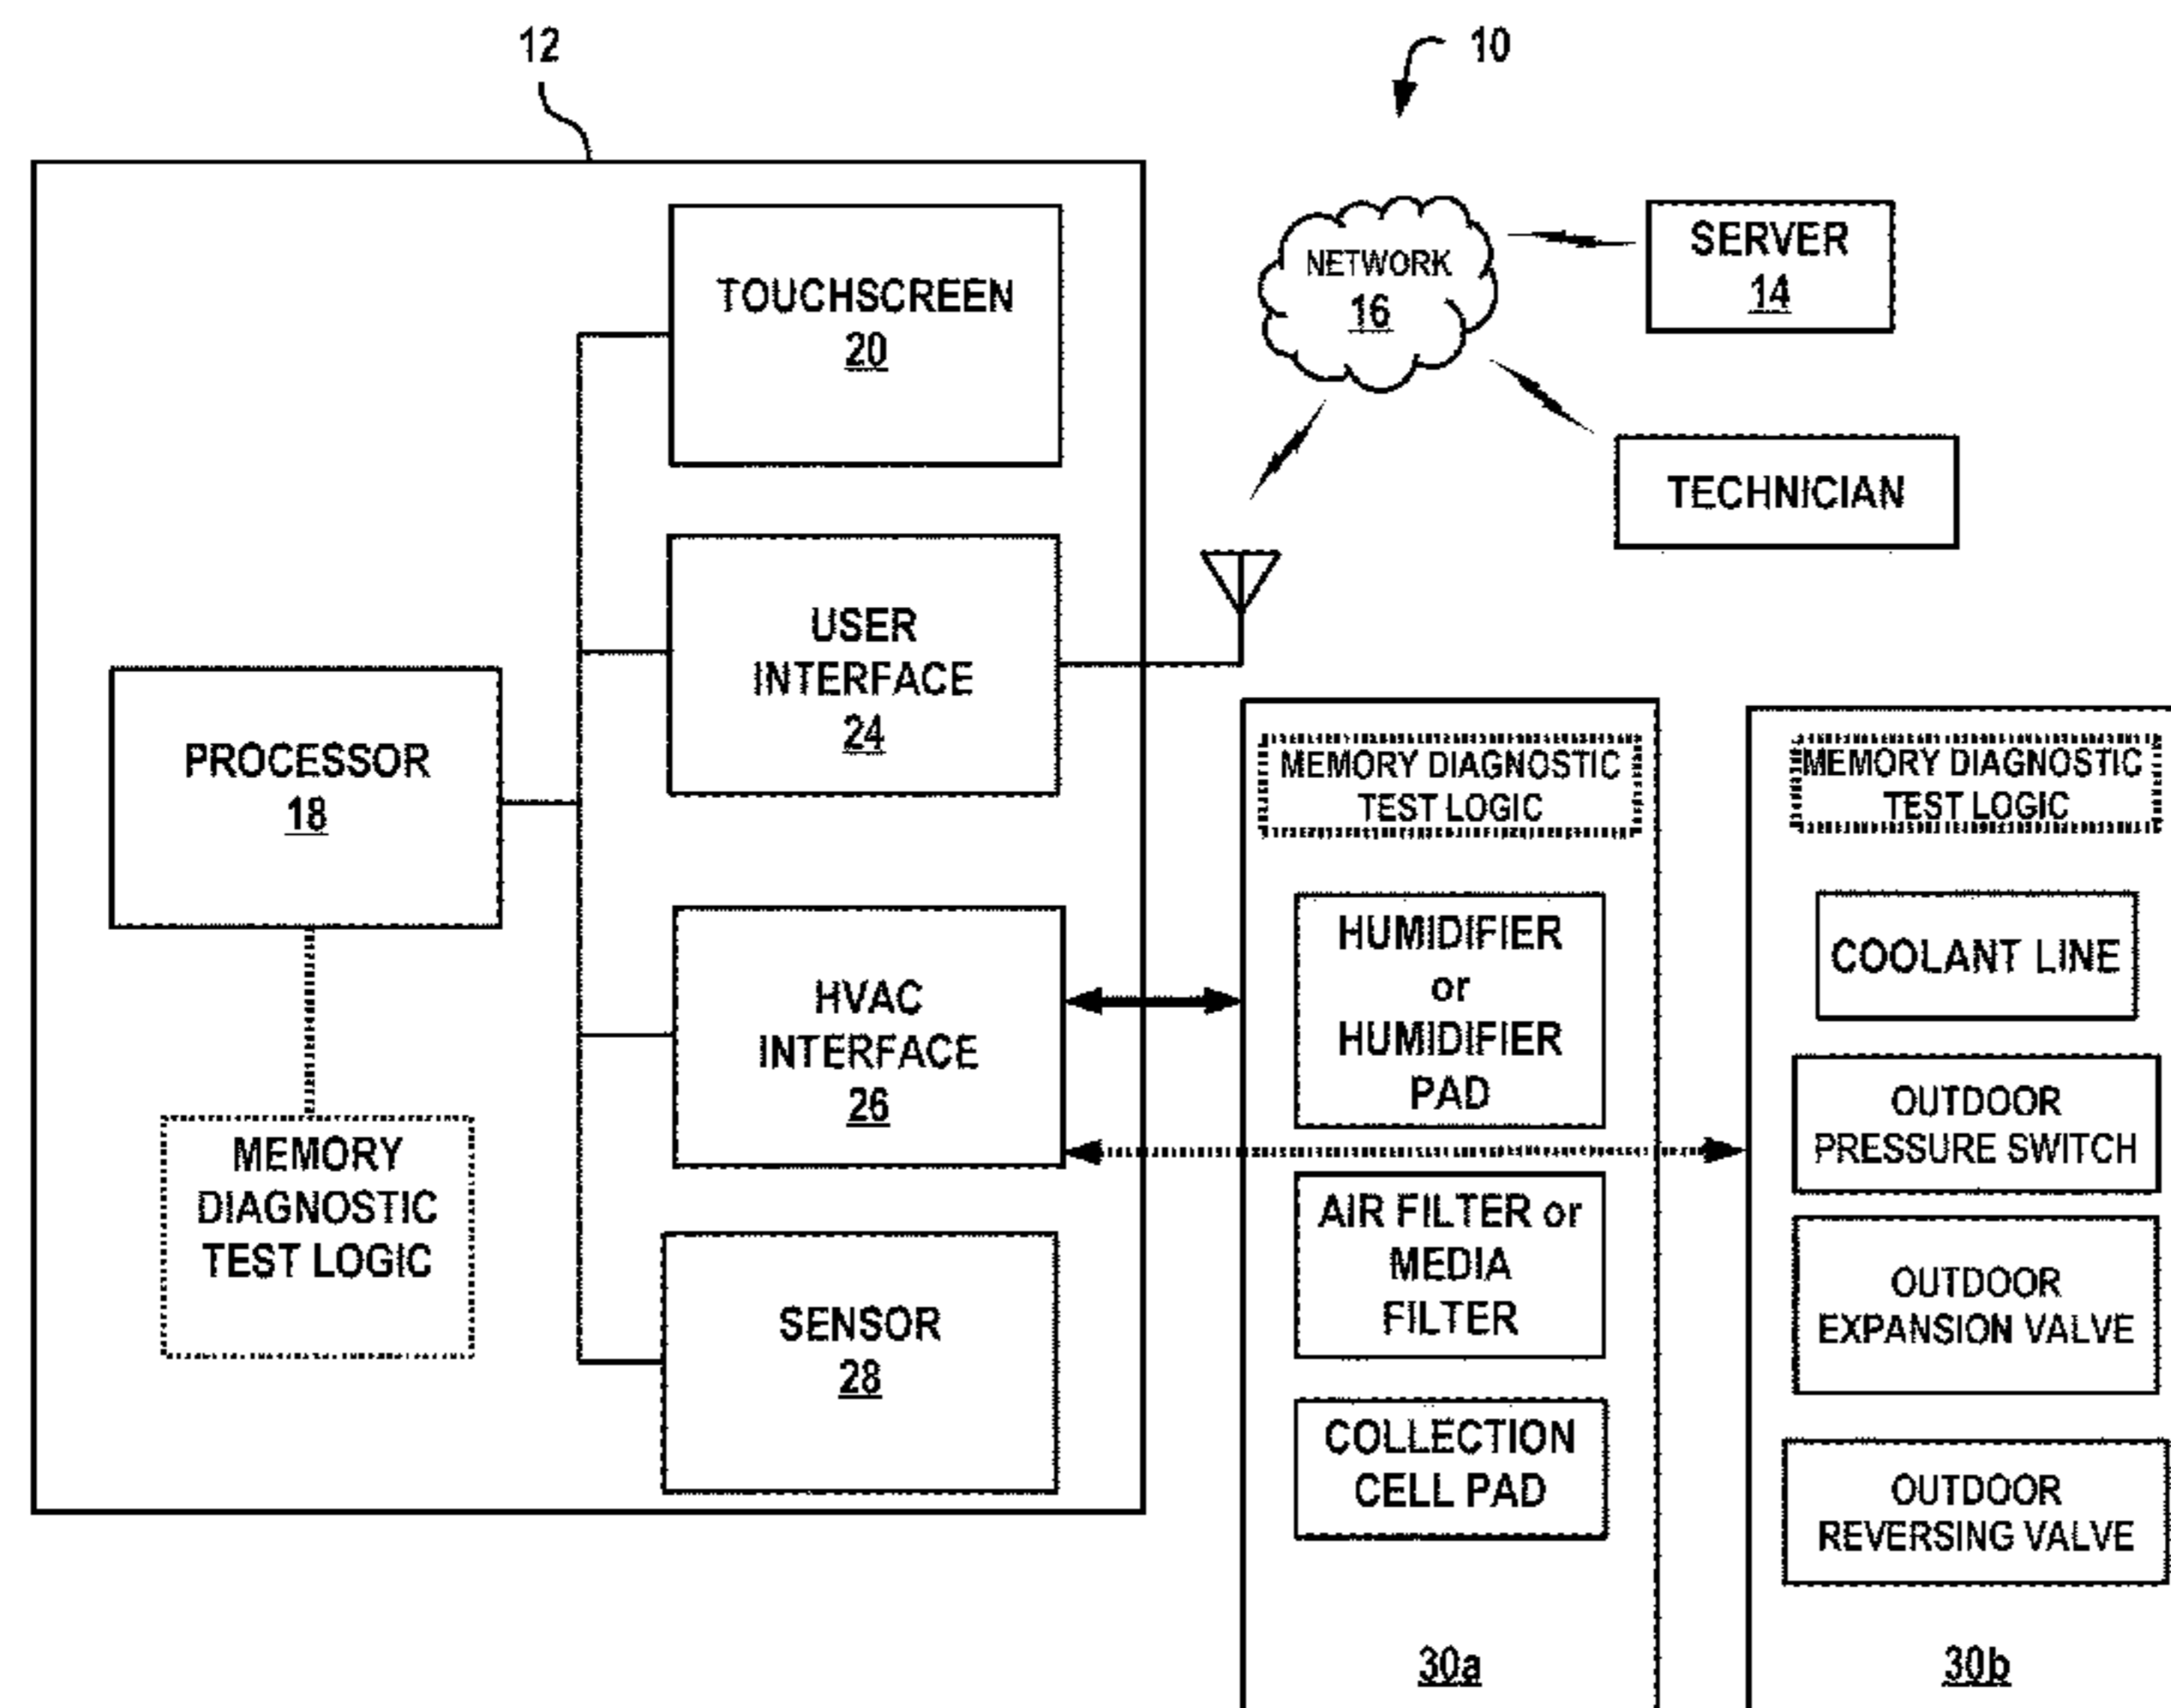 12
10
TOUCHSCREEN
20
NETWORK
16
SERVER
14
TECHNICIAN
USER
INTERFACE
24
PROCESSOR
18
MEMORY
DIAGNOSTIC
TEST LOGIC
HVAC
INTERFACE
26
SENSOR
28
MEMORY DIAGNOSTIC
TEST LOGIC
HUMIDIFIER
or
HUMIDIFIER
PAD
AIR FILTER or
MEDIA
FILTER
COLLECTION
CELL PAD
30a
MEMORY DIAGNOSTIC
TEST LOGIC
COOLANT LINE
OUTDOOR
PRESSURE SWITCH
OUTDOOR
EXPANSION VALVE
OUTDOOR
REVERSING VALVE
30b